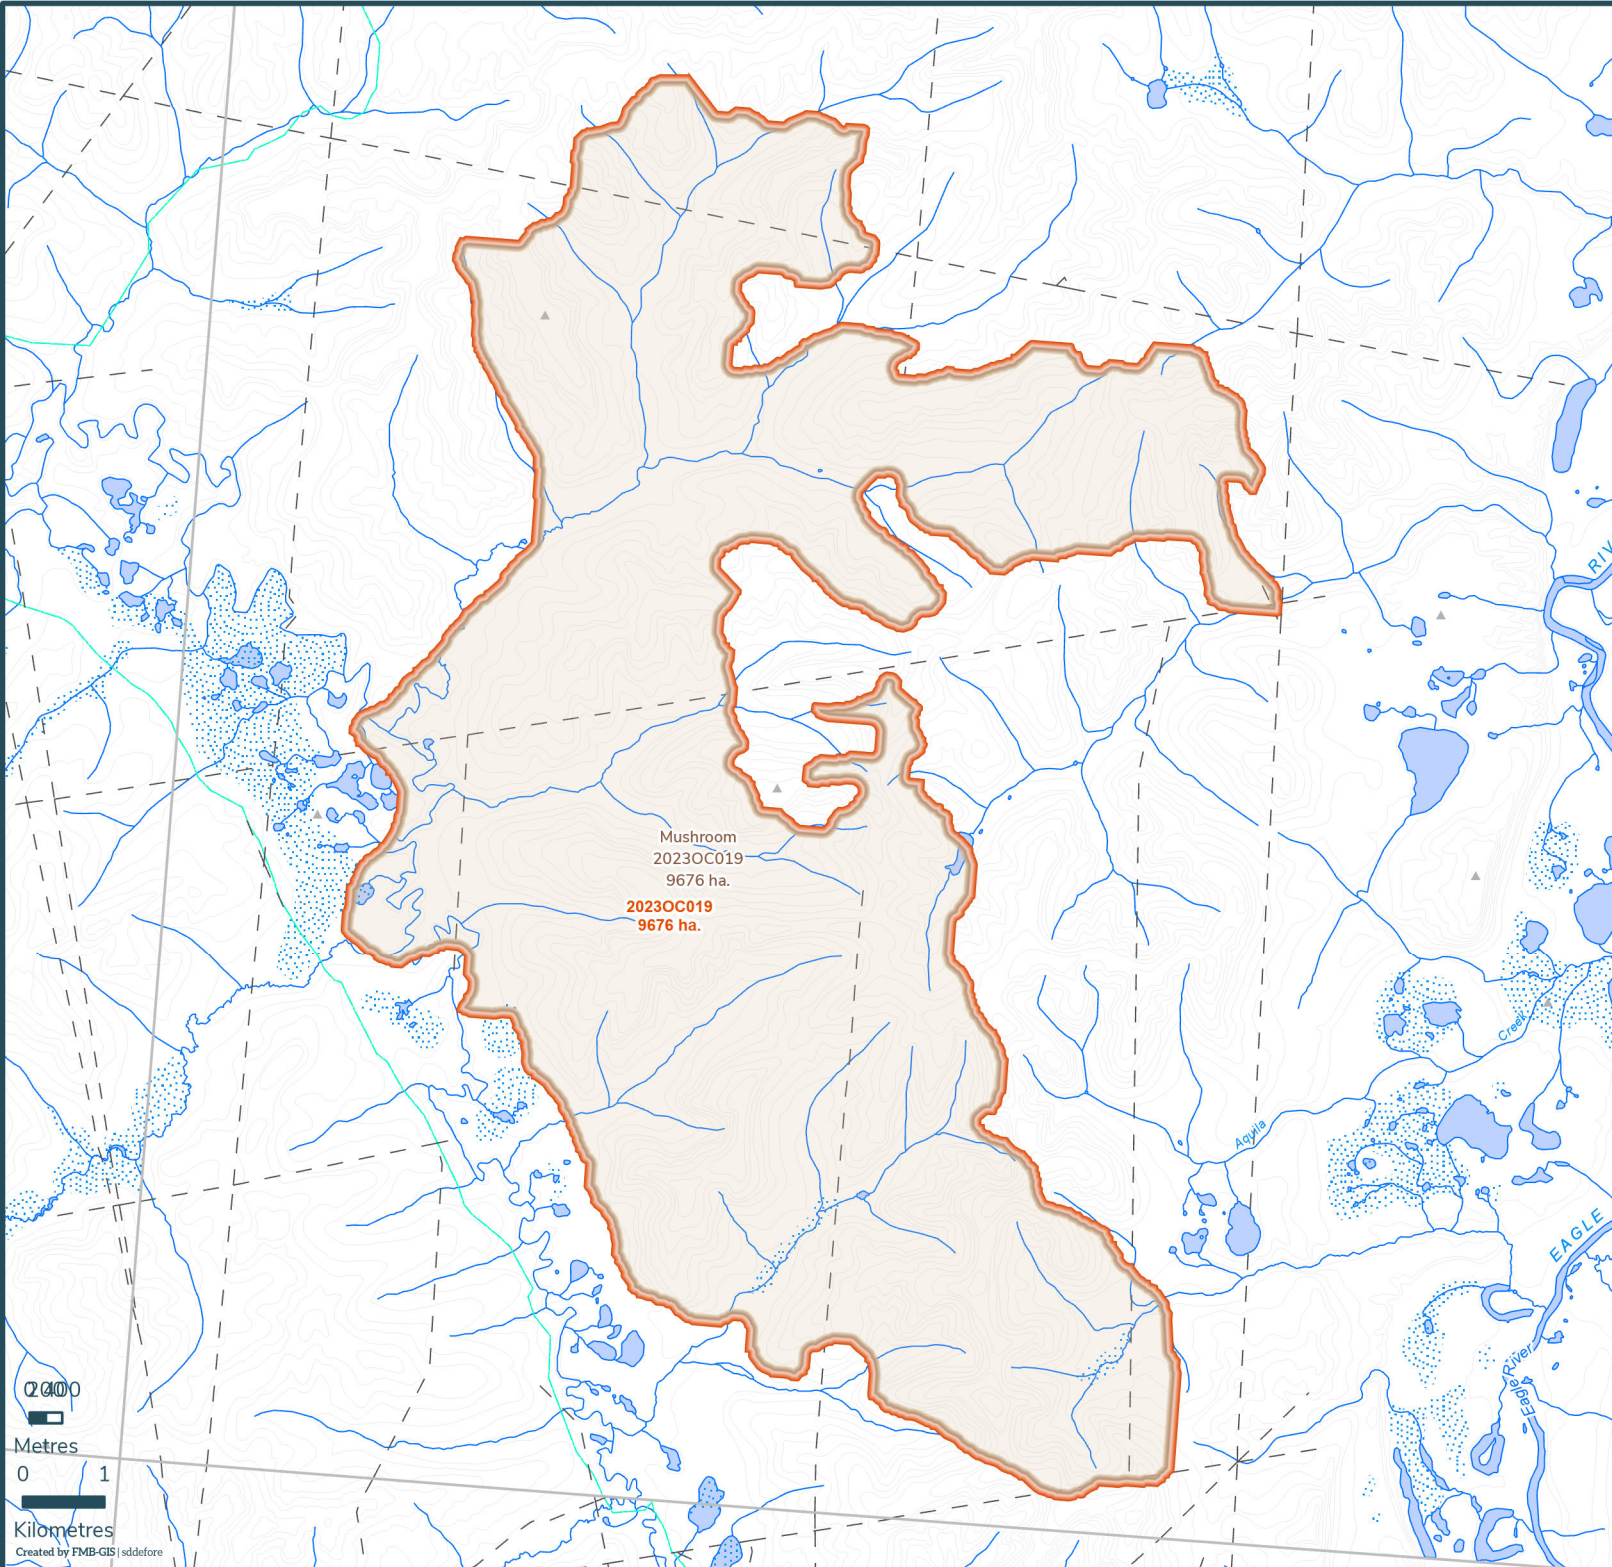 RIV
Mushroom
2023OC019
9676 ha.
2023OC019
9676 ha.
Creek
Aquila
EAGLE
Eagle River
Metres
0 1
Kilometres
Created by FMB-GIS | sddefore